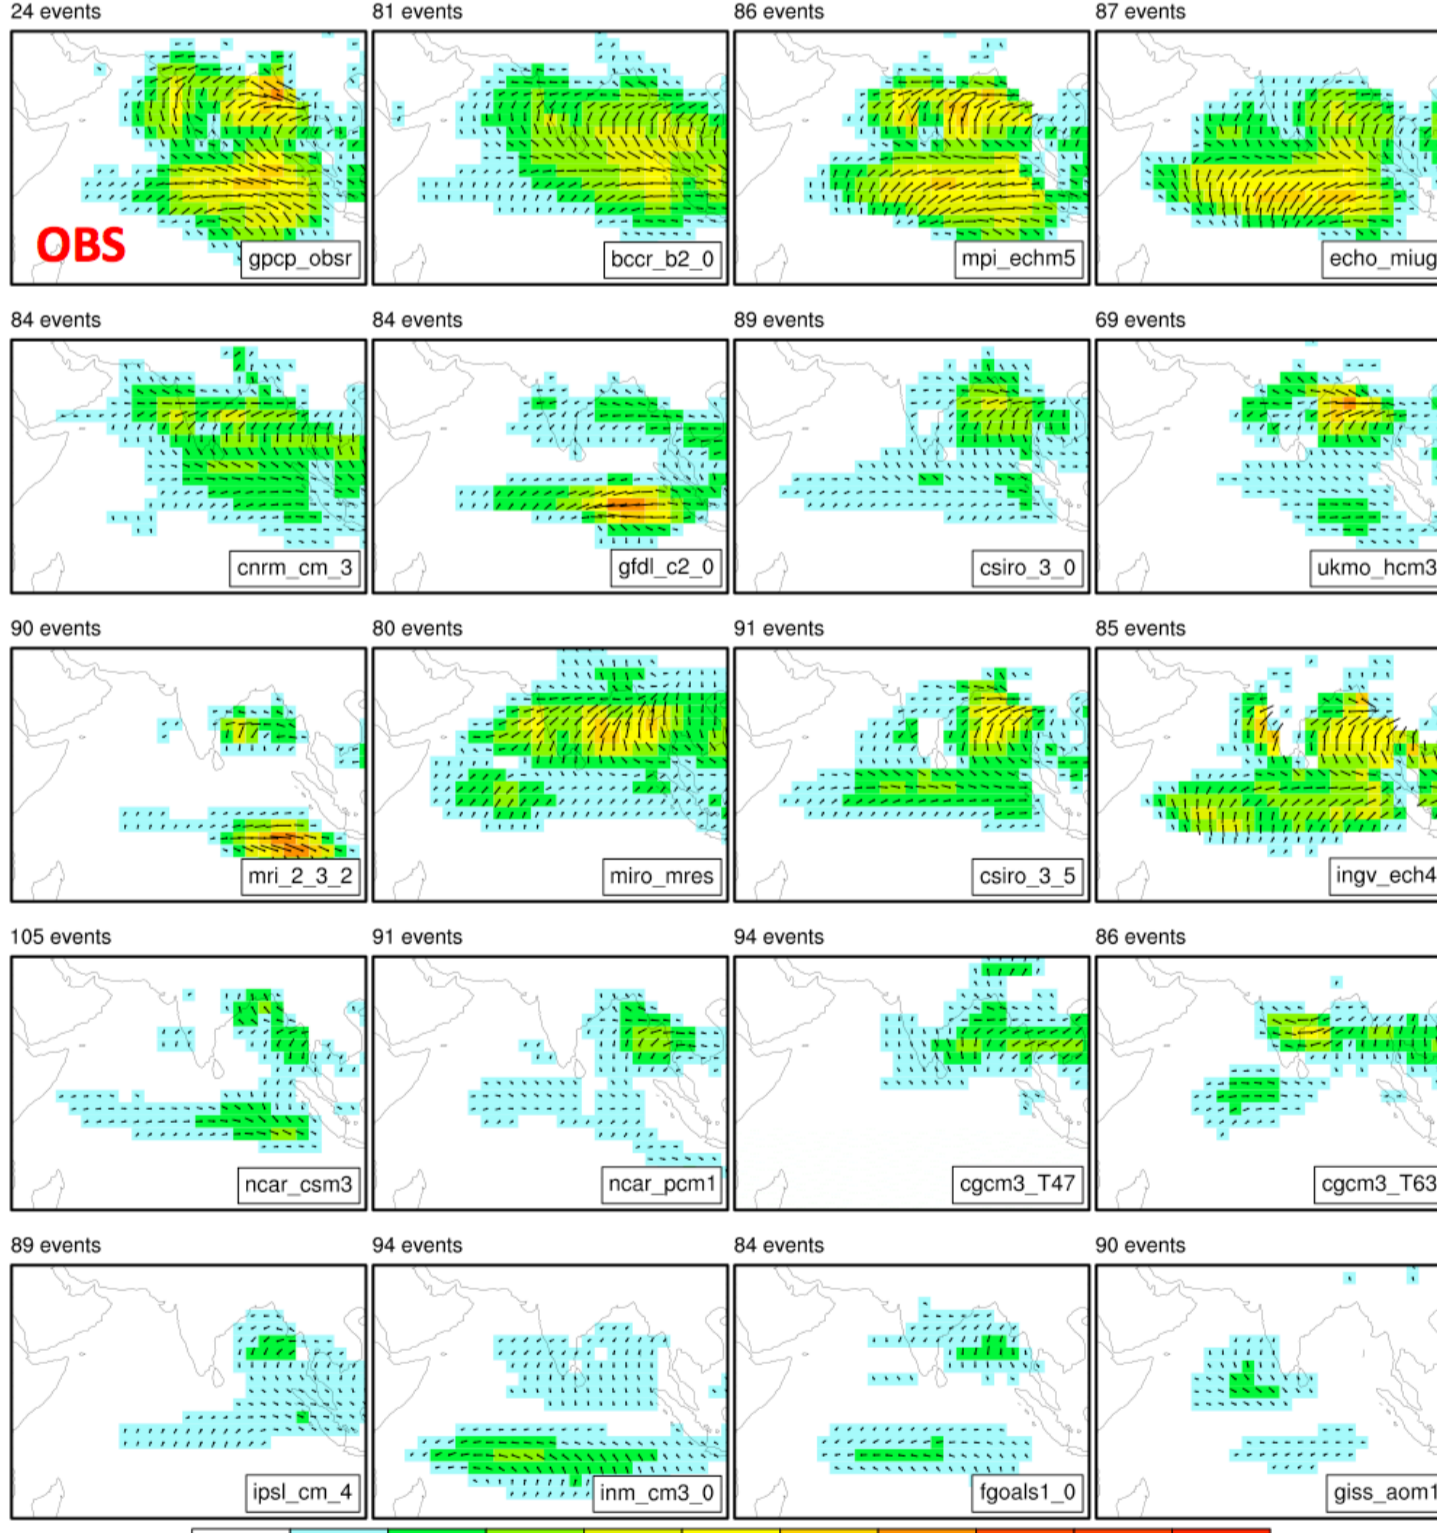 24 events
81 events
86 events
87 events
OBS
gpcp_obsr
bccr_b2_0
mpi_echm5
echo_miug
84 events
84 events
89 events
69 events
cnrm_cm_3
gfdl_c2_0
csiro_3_0
ukmo_hcm3
90 events
80 events
91 events
85 events
mri_2_3_2
miro_mres
csiro_3_5
ingv_ech4
105 events
91 events
94 events
86 events
ncar_csm3
ncar_pcm1
cgcm3_T47
cgcm3_T63
89 events
94 events
84 events
90 events
ipsl_cm_4
inm_cm3_0
fgoals1_0
giss_aom1